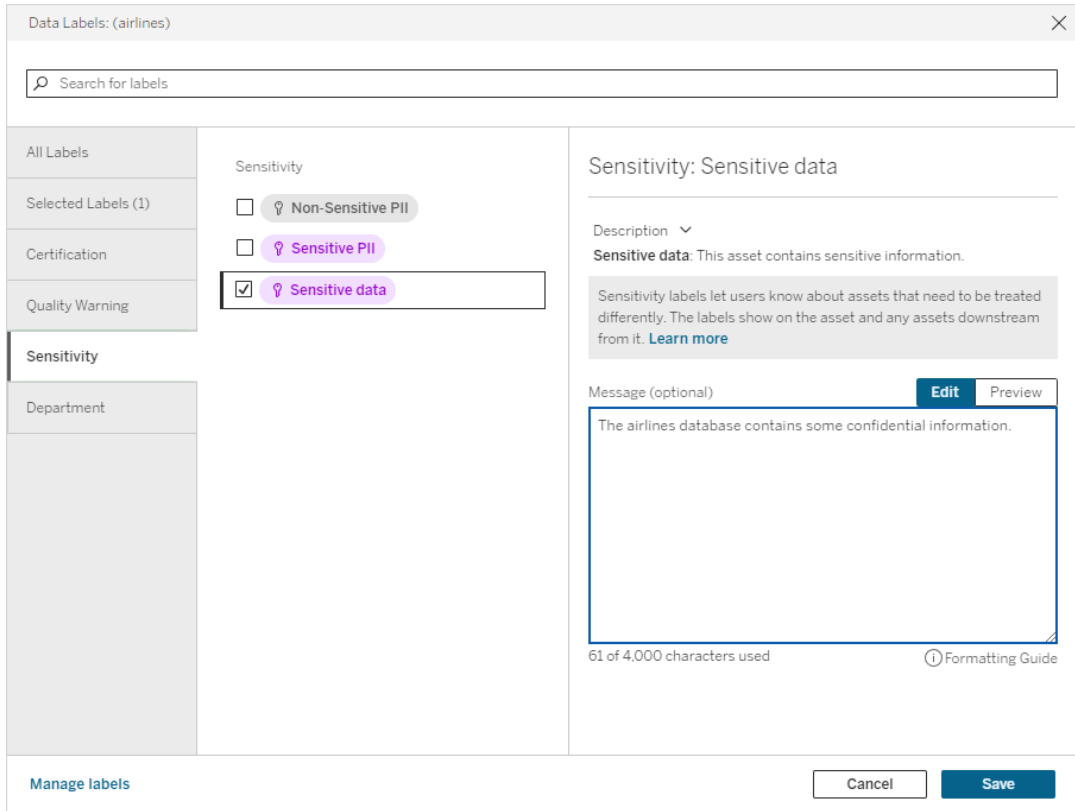 Data Labels: (airlines)
Search for labels
All Labels
Selected Labels (1)
Certification
Quality Warning
Sensitivity
Department
Sensitivity
Non-Sensitive PII
Sensitive PII
Sensitive data
Sensitivity: Sensitive data
Description
Sensitive data: This asset contains sensitive information.
Sensitivity labels let users know about assets that need to be treated
differently. The labels show on the asset and any assets downstream
from it. Learn more
Message (optional)
Edit
Preview
The airlines database contains some confidential information.
61 of 4,000 characters used
Formatting Guide
Manage labels
Cancel
Save